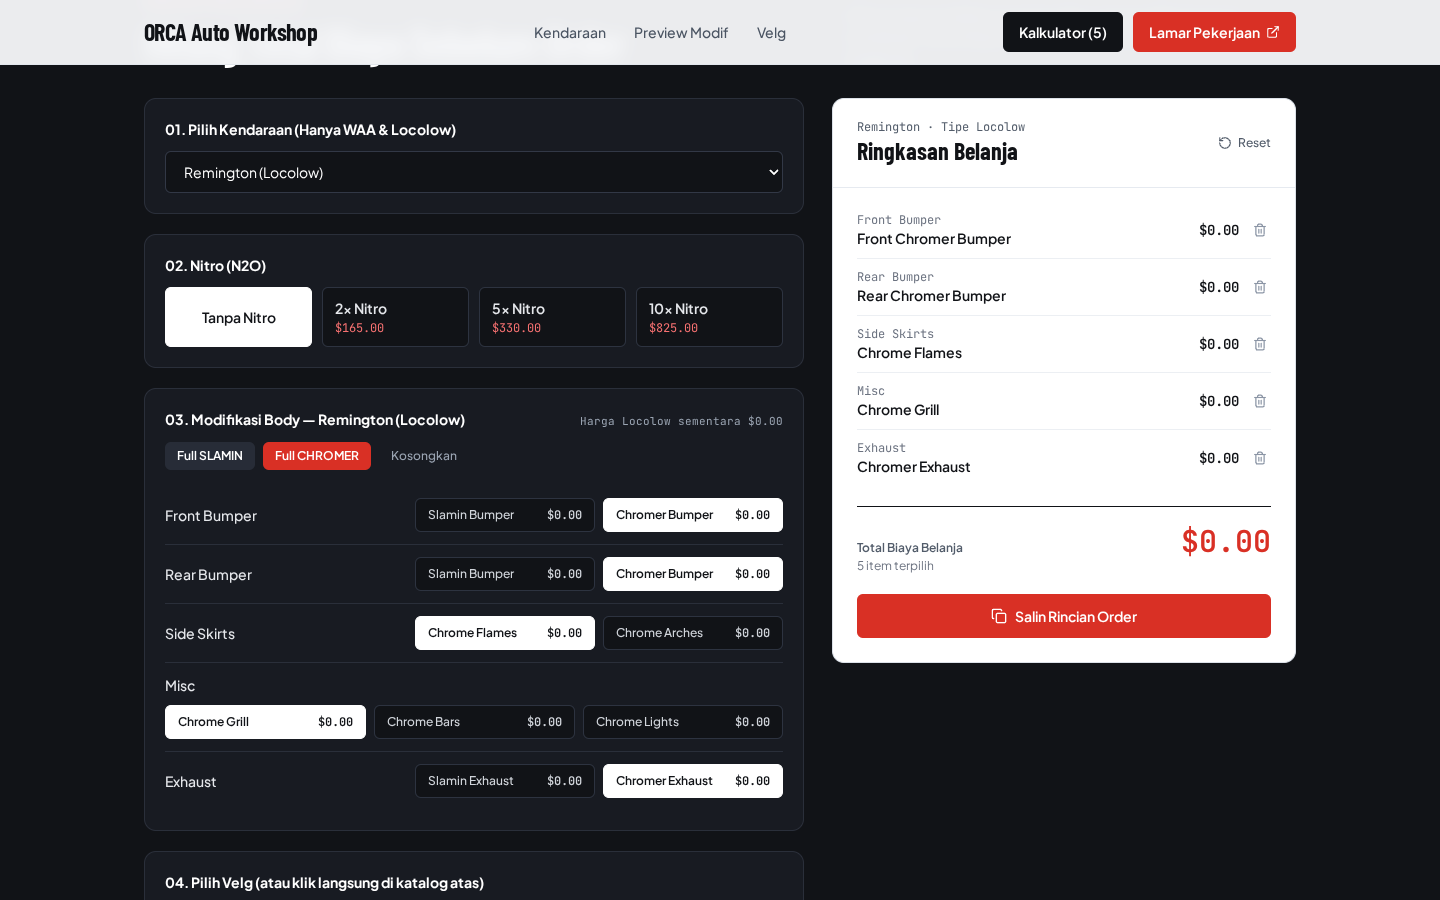 ORCA Auto Workshop
Kendaraan
Preview Modif
Velg
Kalkulator (5)
Lamar Pekerjaan
01. Pilih Kendaraan (Hanya WAA & Locolow)
Remington (Locolow)
02. Nitro (N2O)
Tanpa Nitro
2× Nitro
$165.00
5× Nitro
$330.00
10× Nitro
$825.00
03. Modifikasi Body — Remington (Locolow)
Harga Locolow sementara $0.00
Full SLAMIN
Full CHROMER
Kosongkan
Front Bumper
Slamin Bumper $0.00
Chromer Bumper $0.00
Rear Bumper
Slamin Bumper $0.00
Chromer Bumper $0.00
Side Skirts
Chrome Flames $0.00
Chrome Arches $0.00
Misc
Chrome Grill $0.00
Chrome Bars $0.00
Chrome Lights $0.00
Exhaust
Slamin Exhaust $0.00
Chromer Exhaust $0.00
04. Pilih Velg (atau klik langsung di katalog atas)
Remington · Tipe Locolow
Ringkasan Belanja
Reset
Front Bumper
Front Chromer Bumper $0.00
Rear Bumper
Rear Chromer Bumper $0.00
Side Skirts
Chrome Flames $0.00
Misc
Chrome Grill $0.00
Exhaust
Chromer Exhaust $0.00
Total Biaya Belanja
5 item terpilih
$0.00
Salin Rincian Order